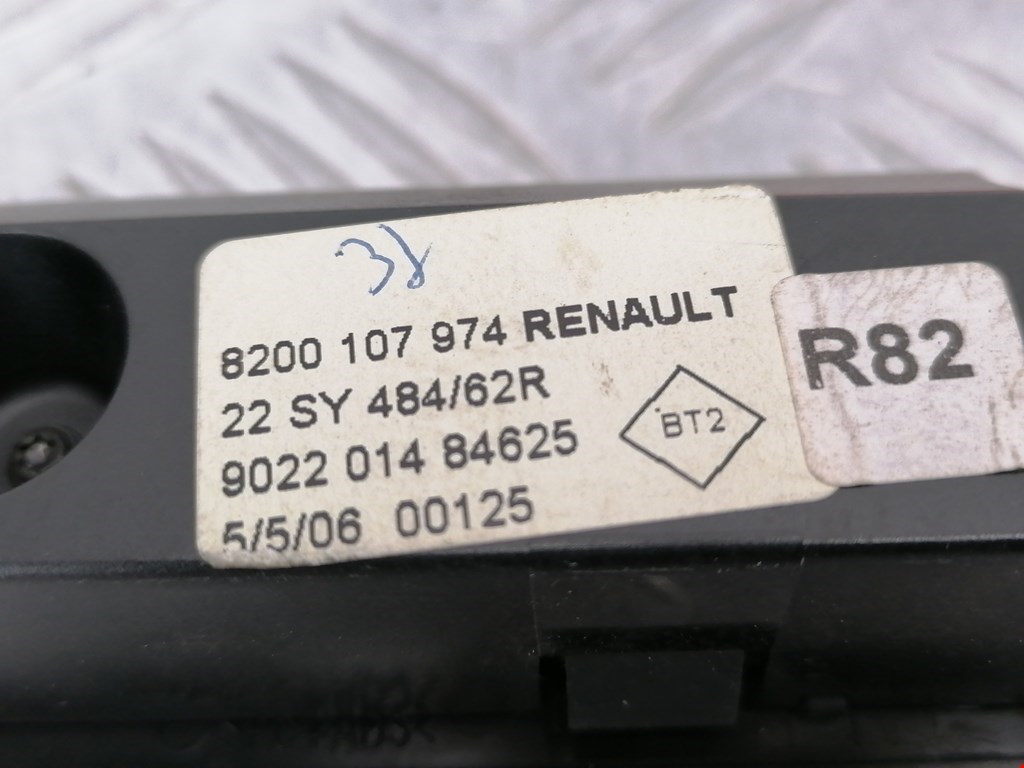 38
8200 107 974 RENAULT
22 SY 484/62R
9022 014 84625
5/5/06 00125
BT2
R82